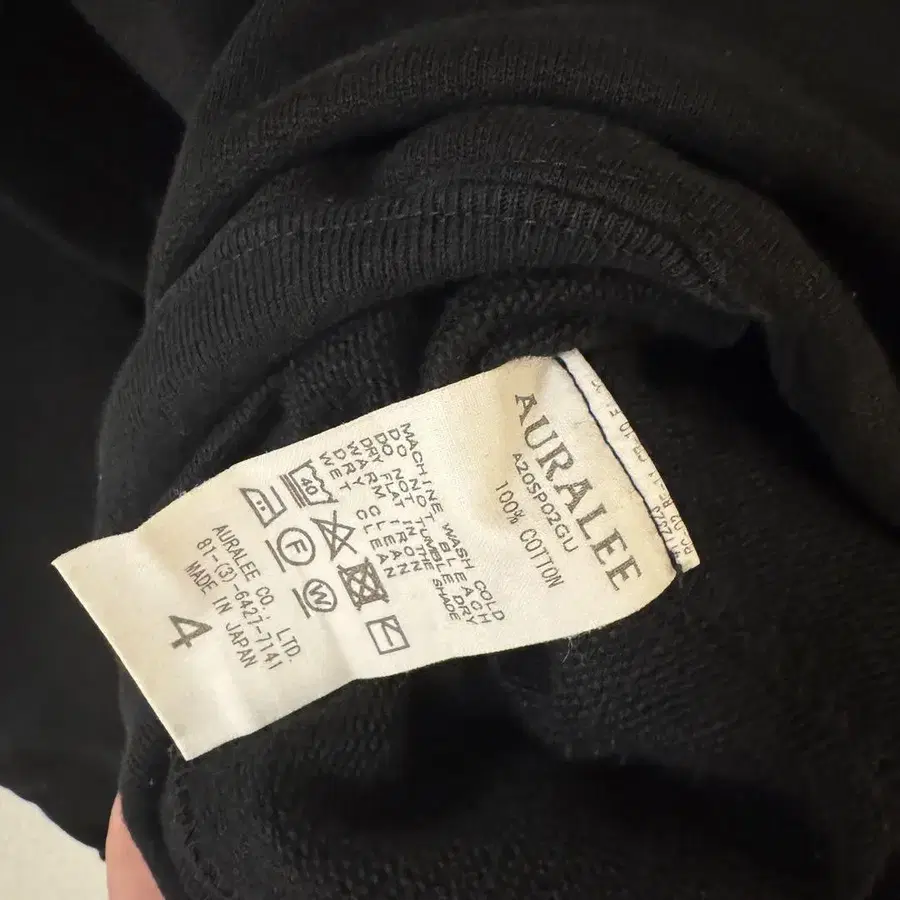 AURALEE
A20SP02GU
100% COTTON
MACHINE WASH COLD
DO NOT BLEACH
DO NOT TUMBLE DRY
DRY FLAT IN THE SHADE
WARM IRON
DRY CLEAN
WET CLEAN
40
F
W
AURALEE CO., LTD.
81-(3)-6427-7141
MADE IN JAPAN
4